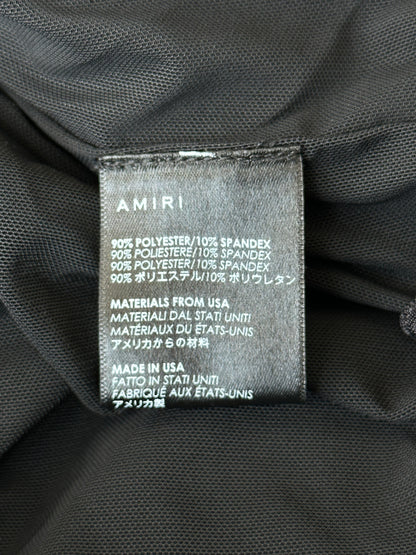 AMIRI
90% POLYESTER/10% SPANDEX
90% POLIESTERE/10% SPANDEX
90% POLYESTER/10% SPANDEX
90% ポリエステル/10% ポリウレタン
MATERIALS FROM USA
MATERIALI DAL STATI UNITI
MATÉRIAUX DU ÉTATS-UNIS
アメリカからの材料
MADE IN USA
FATTO IN STATI UNITI
FABRIQUÉ AUX ÉTATS-UNIS
アメリカ製